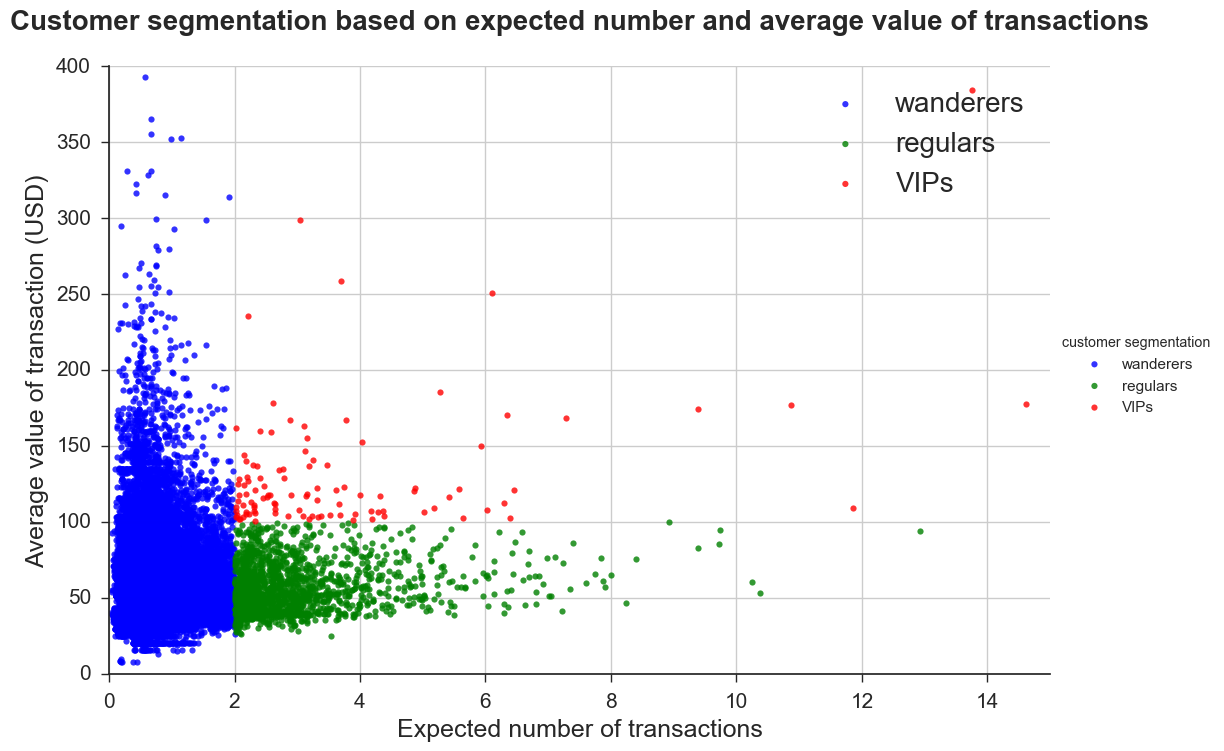 Customer segmentation based on expected number and average value of transactions
400
350
300
250
200
150
100
50
0
Average value of transaction (USD)
wanderers
regulars
VIPs
customer segmentation
wanderers
regulars
VIPs
0 2 4 6 8 10 12 14
Expected number of transactions